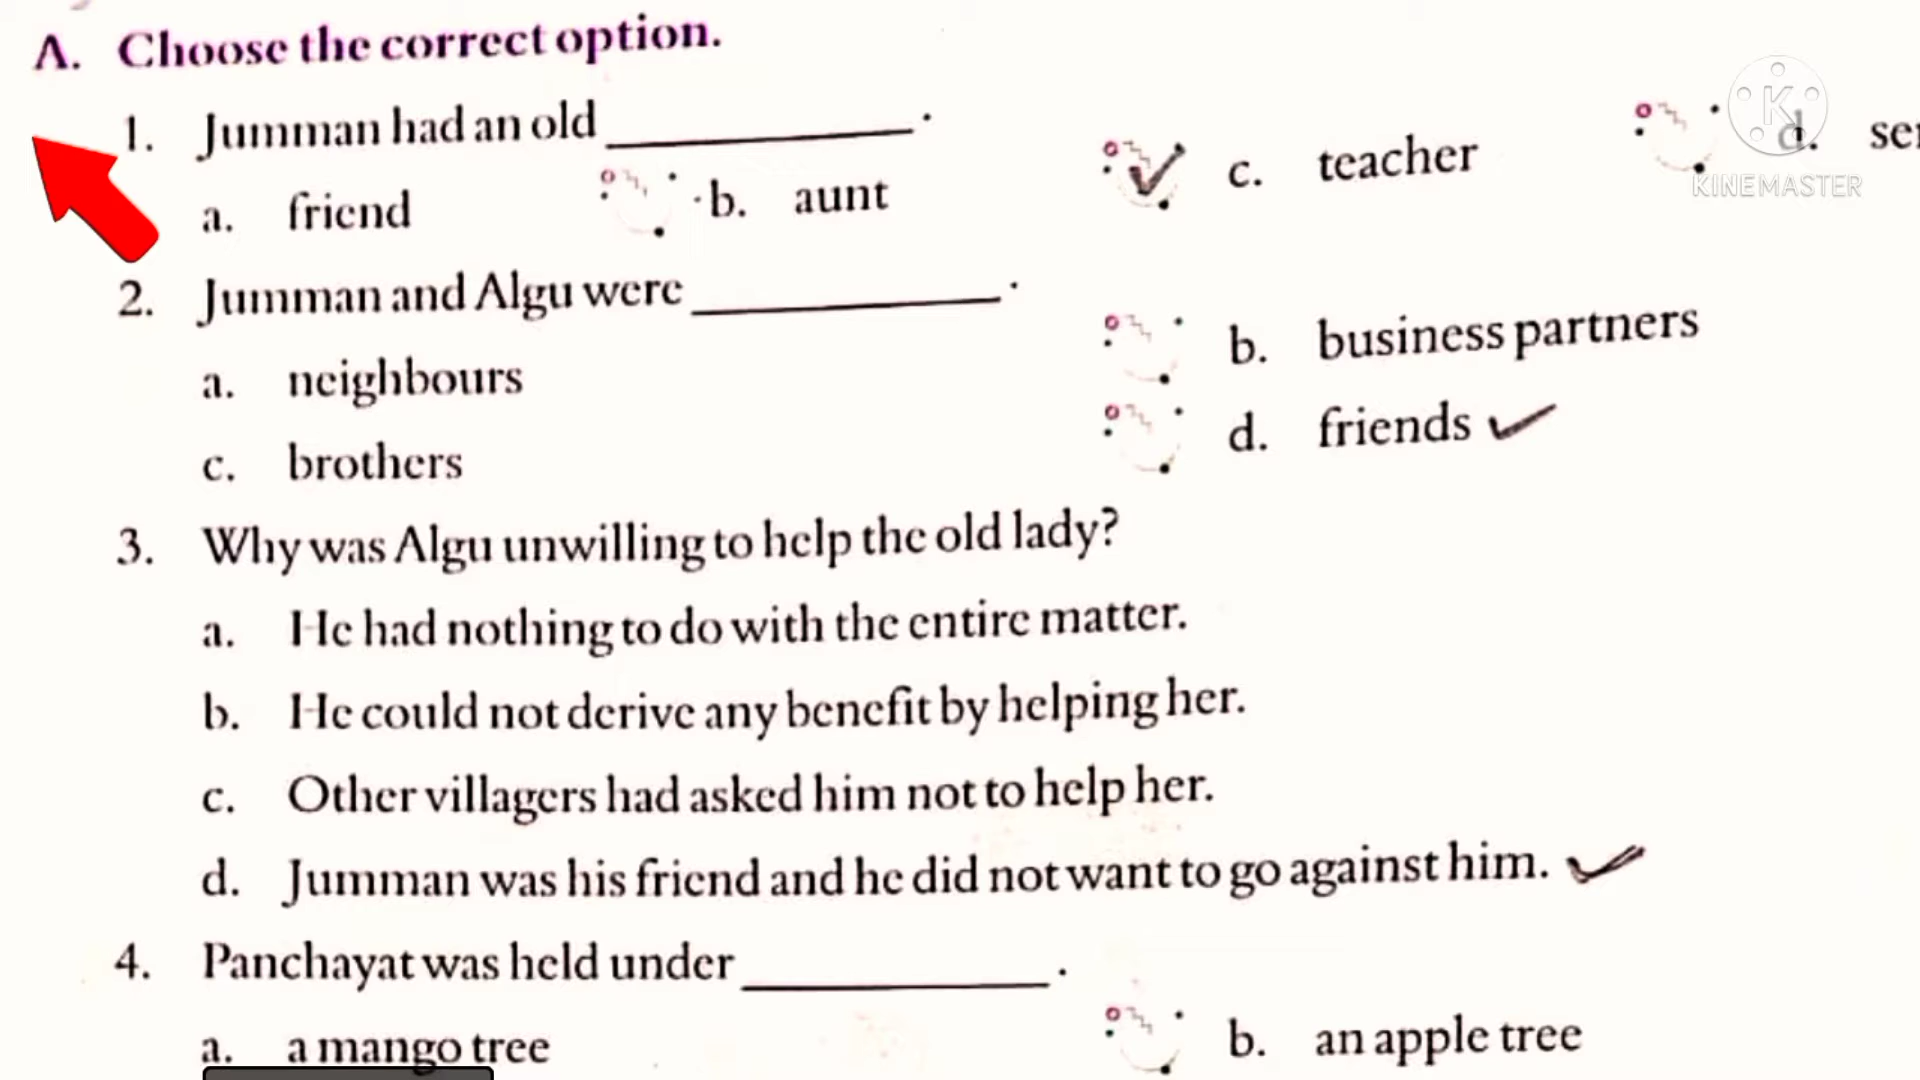 A. Choose the correct option.
1. Jumman had an old ____________.
a. friend b. aunt c. teacher d.
2. Jumman and Algu were ____________.
a. neighbours b. business partners
c. brothers d. friends
3. Why was Algu unwilling to help the old lady?
a. He had nothing to do with the entire matter.
b. He could not derive any benefit by helping her.
c. Other villagers had asked him not to help her.
d. Jumman was his friend and he did not want to go against him.
4. Panchayat was held under ____________.
a. a mango tree b. an apple tree
KINEMASTER